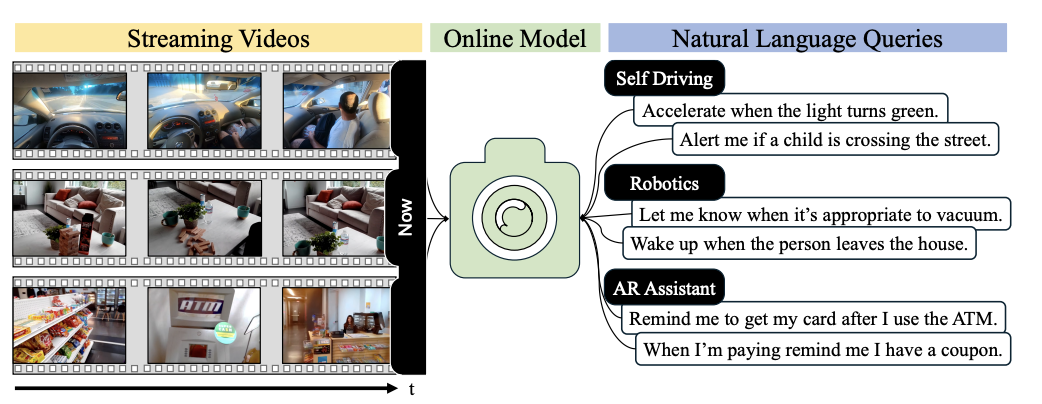 Streaming Videos
Online Model
Natural Language Queries
Self Driving
Accelerate when the light turns green.
Alert me if a child is crossing the street.
Robotics
Let me know when it’s appropriate to vacuum.
Wake up when the person leaves the house.
AR Assistant
Remind me to get my card after I use the ATM.
When I’m paying remind me I have a coupon.
Now
ATM
t